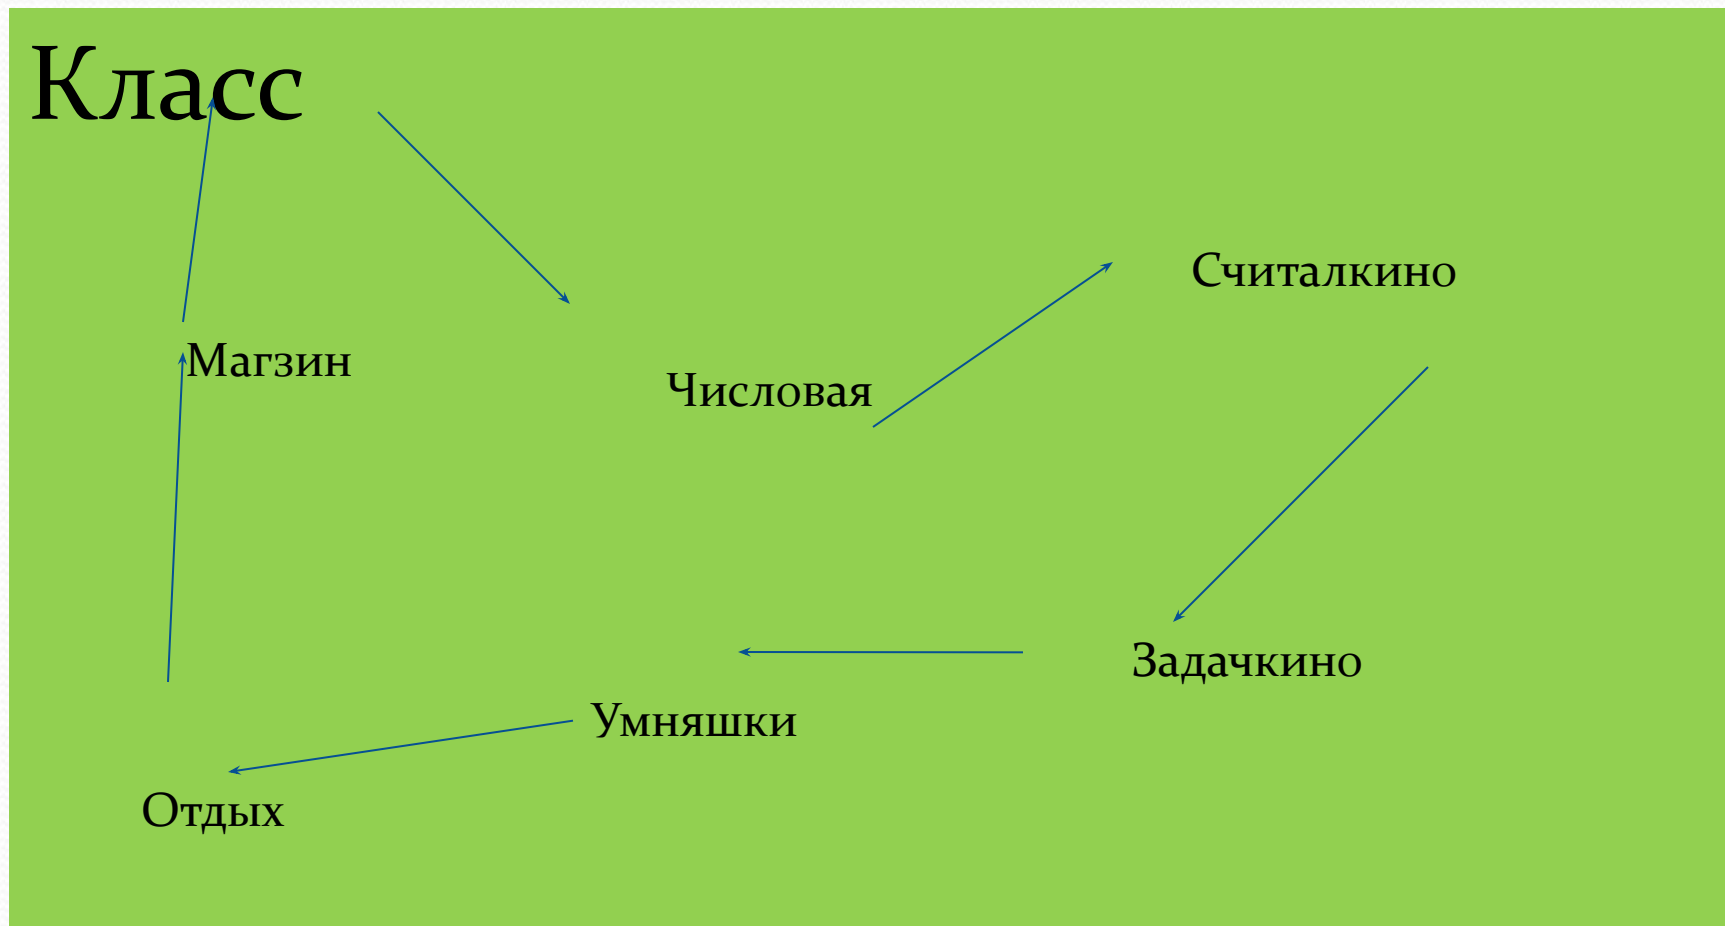 Класс
Считалкино
Магзин
Числовая
Задачкино
Умняшки
Отдых